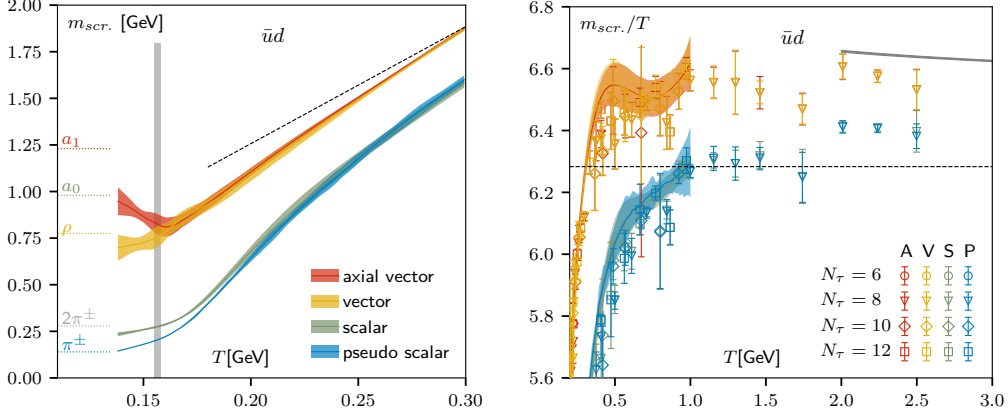 m_scr. [GeV]
ūd
2.00
1.75
1.50
1.25
1.00
0.75
0.50
0.25
0.00
a₁
a₀
ρ
2π^±
π^±
axial vector
vector
scalar
pseudo scalar
T[GeV]
0.15
0.20
0.25
0.30
m_scr./T
ūd
6.8
6.6
6.4
6.2
6.0
5.8
5.6
A V S P
N_τ = 6
N_τ = 8
N_τ = 10
N_τ = 12
T[GeV]
0.5
1.0
1.5
2.0
2.5
3.0